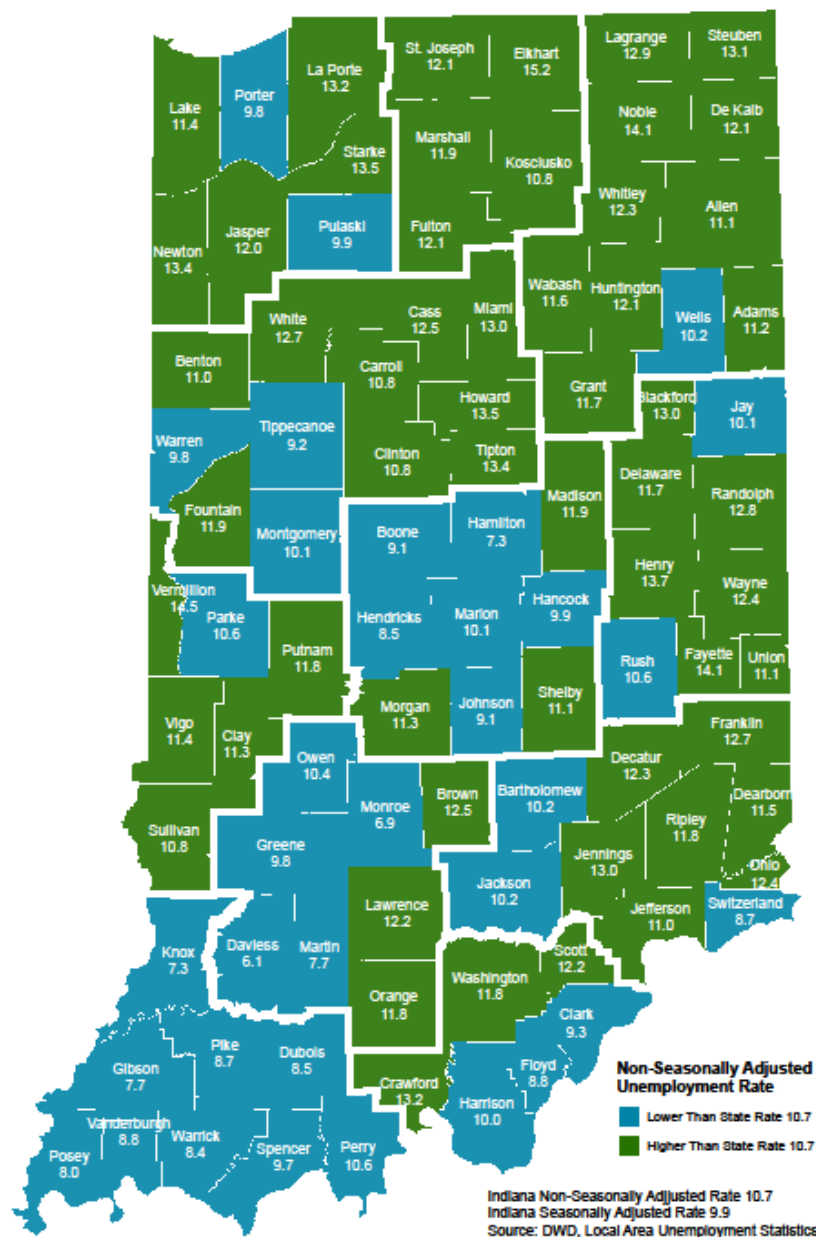 St. Joseph
12.1
Elkhart
15.2
Lagrange
12.9
Steuben
13.1
La Porte
13.2
Porter
9.8
Lake
11.4
Noble
14.1
De Kalb
12.1
Marshall
11.9
Starke
13.5
Kosciusko
10.8
Whitley
12.3
Allen
11.1
Pulaski
9.9
Fulton
12.1
Jasper
12.0
Newton
13.4
Wabash
11.6
Huntington
12.1
Wells
10.2
Adams
11.2
White
12.7
Cass
12.5
Miami
13.0
Benton
11.0
Carroll
10.8
Grant
11.7
Blackford
13.0
Jay
10.1
Howard
13.5
Warren
9.8
Tippecanoe
9.2
Clinton
10.8
Tipton
13.4
Delaware
11.7
Randolph
12.8
Madison
11.9
Fountain
11.9
Montgomery
10.1
Boone
9.1
Hamilton
7.3
Henry
13.7
Wayne
12.4
Vermillion
14.5
Parke
10.6
Hendricks
8.5
Marion
10.1
Hancock
9.9
Putnam
11.8
Rush
10.6
Fayette
14.1
Union
11.1
Morgan
11.3
Johnson
9.1
Shelby
11.1
Vigo
11.4
Clay
11.3
Owen
10.4
Franklin
12.7
Decatur
12.3
Monroe
6.9
Brown
12.5
Bartholomew
10.2
Dearborn
11.5
Ripley
11.8
Sullivan
10.8
Greene
9.8
Jennings
13.0
Ohio
12.4
Jackson
10.2
Switzerland
8.7
Lawrence
12.2
Jefferson
11.0
Knox
7.3
Daviess
6.1
Martin
7.7
Scott
12.2
Washington
11.8
Orange
11.8
Clark
9.3
Pike
8.7
Dubois
8.5
Gibson
7.7
Floyd
8.8
Crawford
13.2
Harrison
10.0
Vanderburgh
8.8
Warrick
8.4
Posey
8.0
Spencer
9.7
Perry
10.6
Non-Seasonally Adjusted
Unemployment Rate
Lower Than State Rate 10.7
Higher Than State Rate 10.7
Indiana Non-Seasonally Adjjusted Rate 10.7
Indiana Seasonally Adjusted Rate 9.9
Source: DWD, Local Area Unemployment Statistics